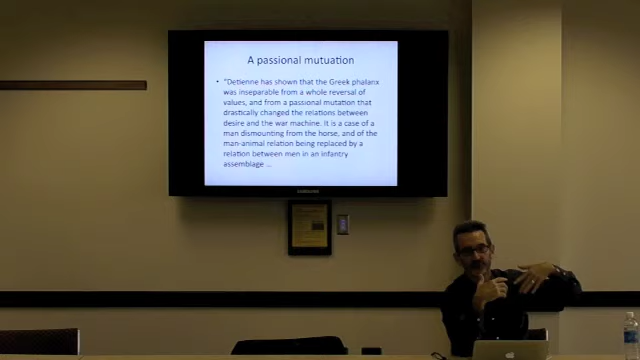 A passional mutuation
• "Detienne has shown that the Greek phalanx
was inseparable from a whole reversal of
values, and from a passional mutation that
drastically changed the relations between
desire and the war machine. It is a case of a
man dismounting from the horse, and of the
man-animal relation being replaced by a
relation between men in an infantry
assemblage ...
SAMSUNG